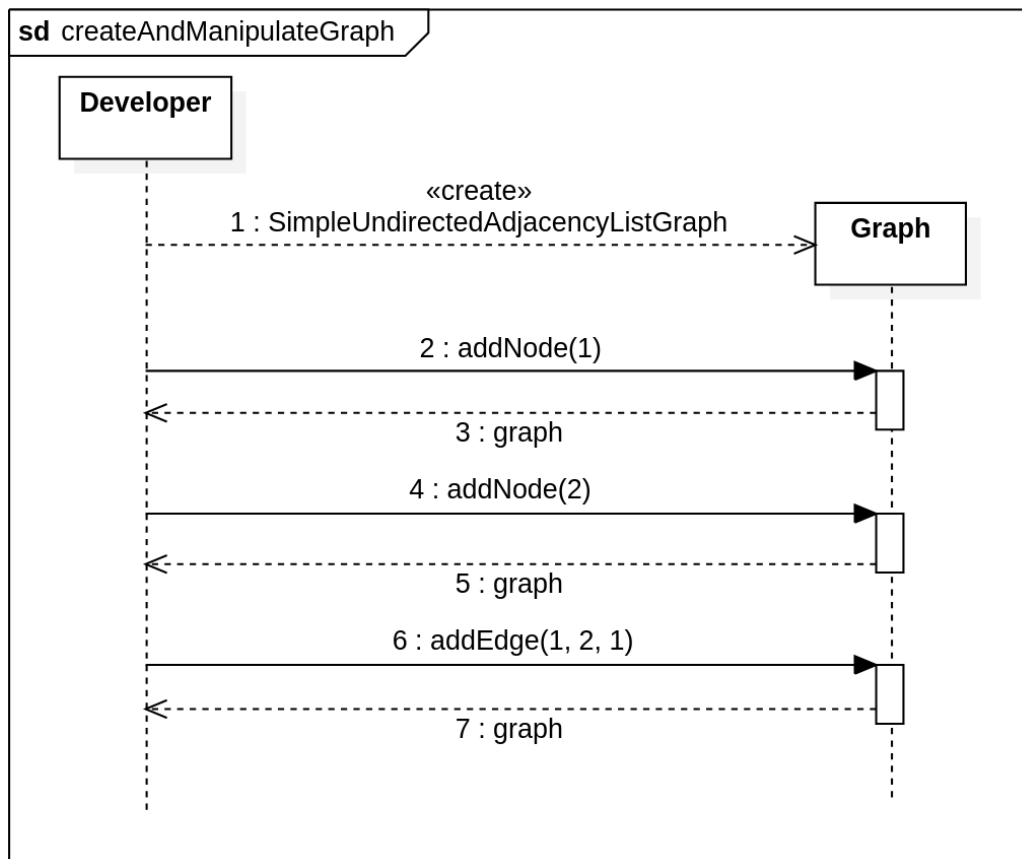 sd createAndManipulateGraph
Developer
«create»
1 : SimpleUndirectedAdjacencyListGraph
Graph
2 : addNode(1)
3 : graph
4 : addNode(2)
5 : graph
6 : addEdge(1, 2, 1)
7 : graph